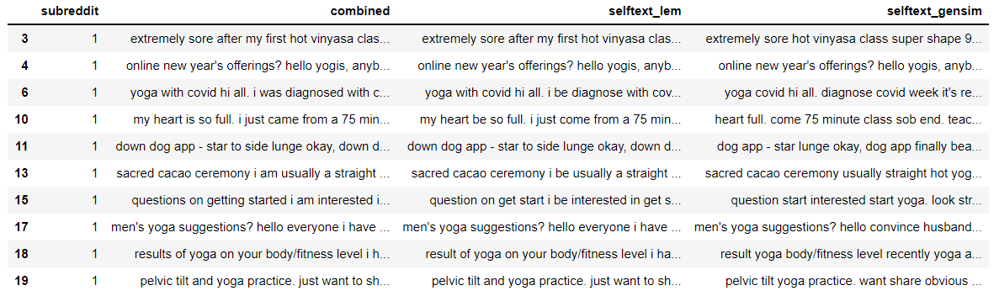 subreddit combined selftext_lem selftext_gensim
3 1 extremely sore after my first hot vinyasa clas... extremely sore after my first hot vinyasa clas... extremely sore hot vinyasa class super shape 9...
4 1 online new year's offerings? hello yogis, anyb... online new year's offerings? hello yogis, anyb... online new year's offerings? hello yogis, anyb...
6 1 yoga with covid hi all. i was diagnosed with c... yoga with covid hi all. i be diagnose with cov... yoga covid hi all. diagnose covid week it's re...
10 1 my heart is so full. i just came from a 75 min... my heart be so full. i just come from a 75 min... heart full. come 75 minute class sob end. teac...
11 1 down dog app - star to side lunge okay, down d... down dog app - star to side lunge okay, down d... dog app - star lunge okay, dog app finally bea...
13 1 sacred cacao ceremony i am usually a straight ... sacred cacao ceremony i be usually a straight ... sacred cacao ceremony usually straight hot yog...
15 1 questions on getting started i am interested i... question on get start i be interested in get s... question start interested start yoga. look str...
17 1 men's yoga suggestions? hello everyone i have ... men's yoga suggestions? hello everyone i have ... men's yoga suggestions? hello convince husband...
18 1 results of yoga on your body/fitness level i h... result of yoga on your body/fitness level i ha... result yoga body/fitness level recently yoga a...
19 1 pelvic tilt and yoga practice. just want to sh... pelvic tilt and yoga practice. just want to sh... pelvic tilt yoga practice. want share obvious ...